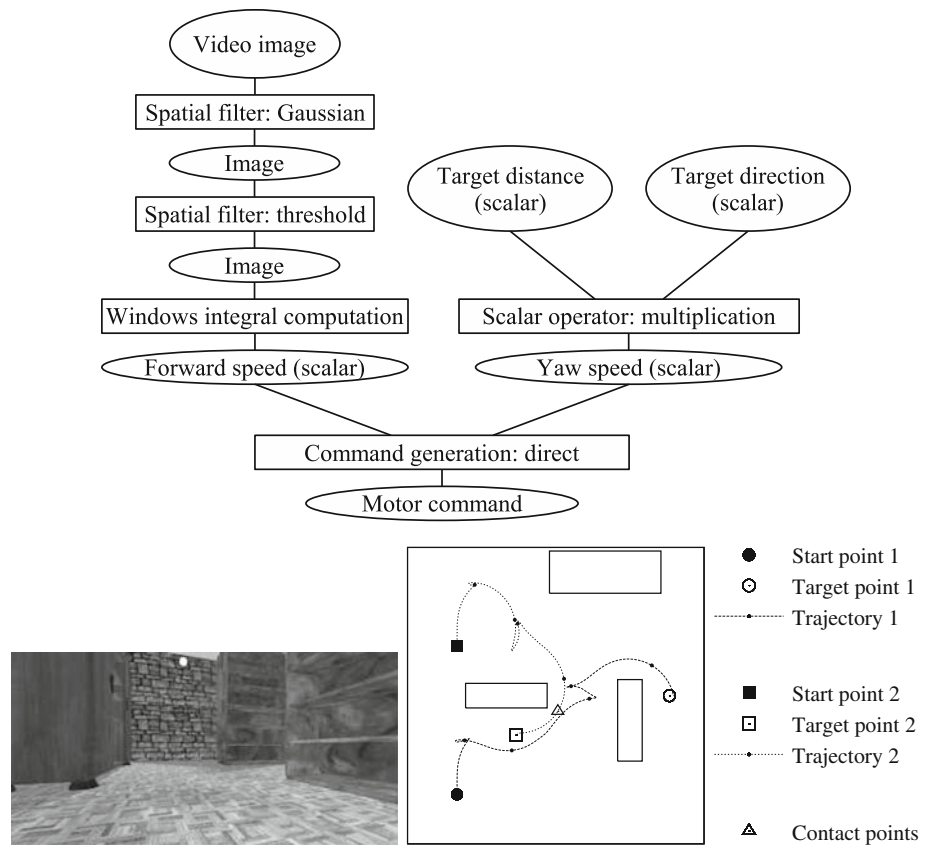 Video image
Spatial filter: Gaussian
Image
Target distance
(scalar)
Target direction
(scalar)
Spatial filter: threshold
Image
Windows integral computation
Scalar operator: multiplication
Forward speed (scalar)
Yaw speed (scalar)
Command generation: direct
Motor command
Start point 1
Target point 1
Trajectory 1
Start point 2
Target point 2
Trajectory 2
Contact points